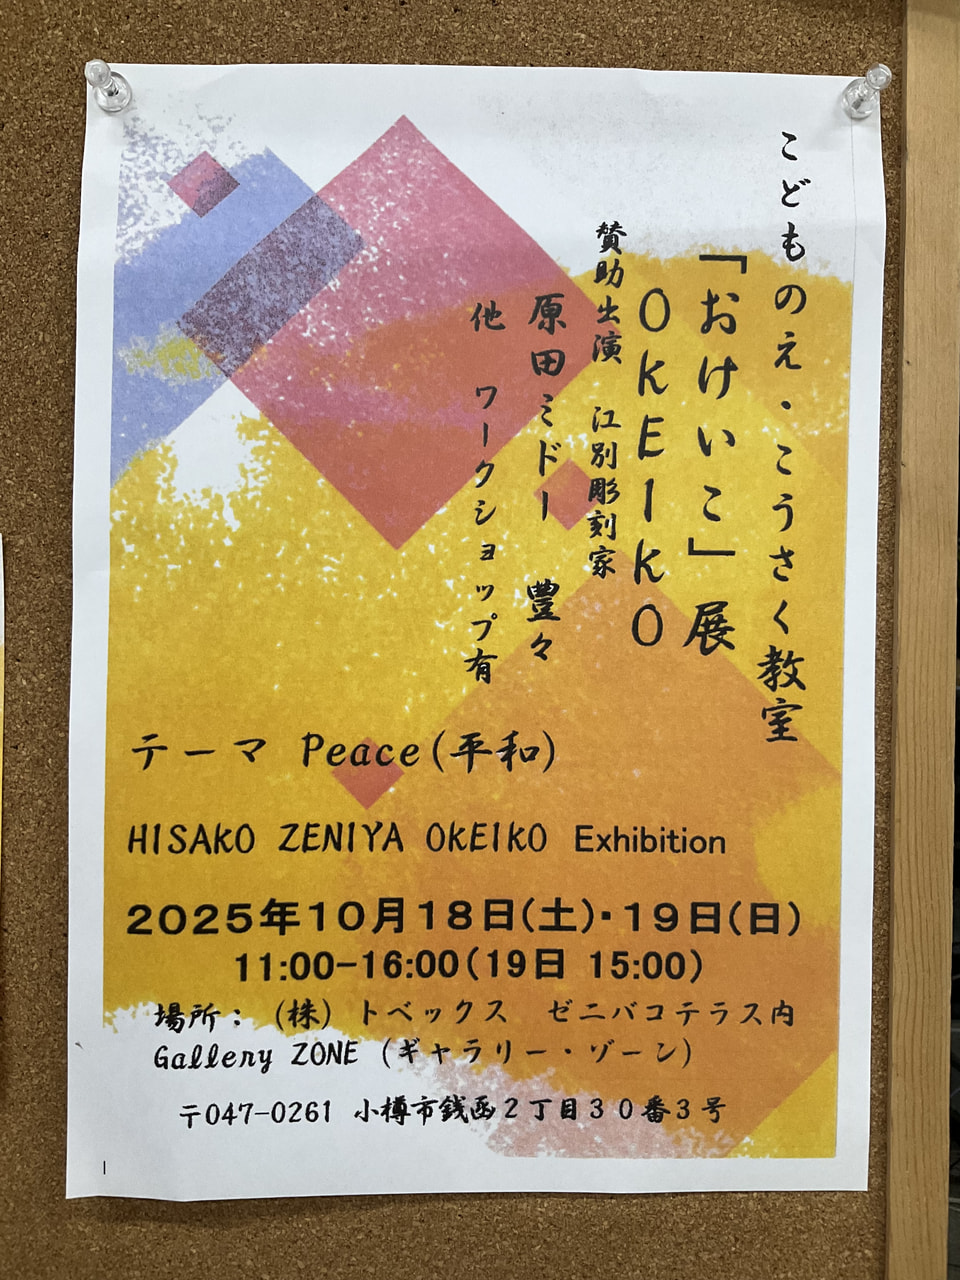 こどものえ・こうさく教室
「おけいこ」展
OKEIKO
賛助出演 江別彫刻家
原田ミドー 豊々
他 ワークショップ有
テーマ Peace(平和)
HISAKO ZENIYA OKEIKO Exhibition
2025年10月18日(土)・19日(日)
11:00-16:00(19日 15:00)
場所:(株)トベックス ゼニバコテラス内
Gallery ZONE (ギャラリー・ゾーン)
〒047-0261 小樽市銭函2丁目30番3号